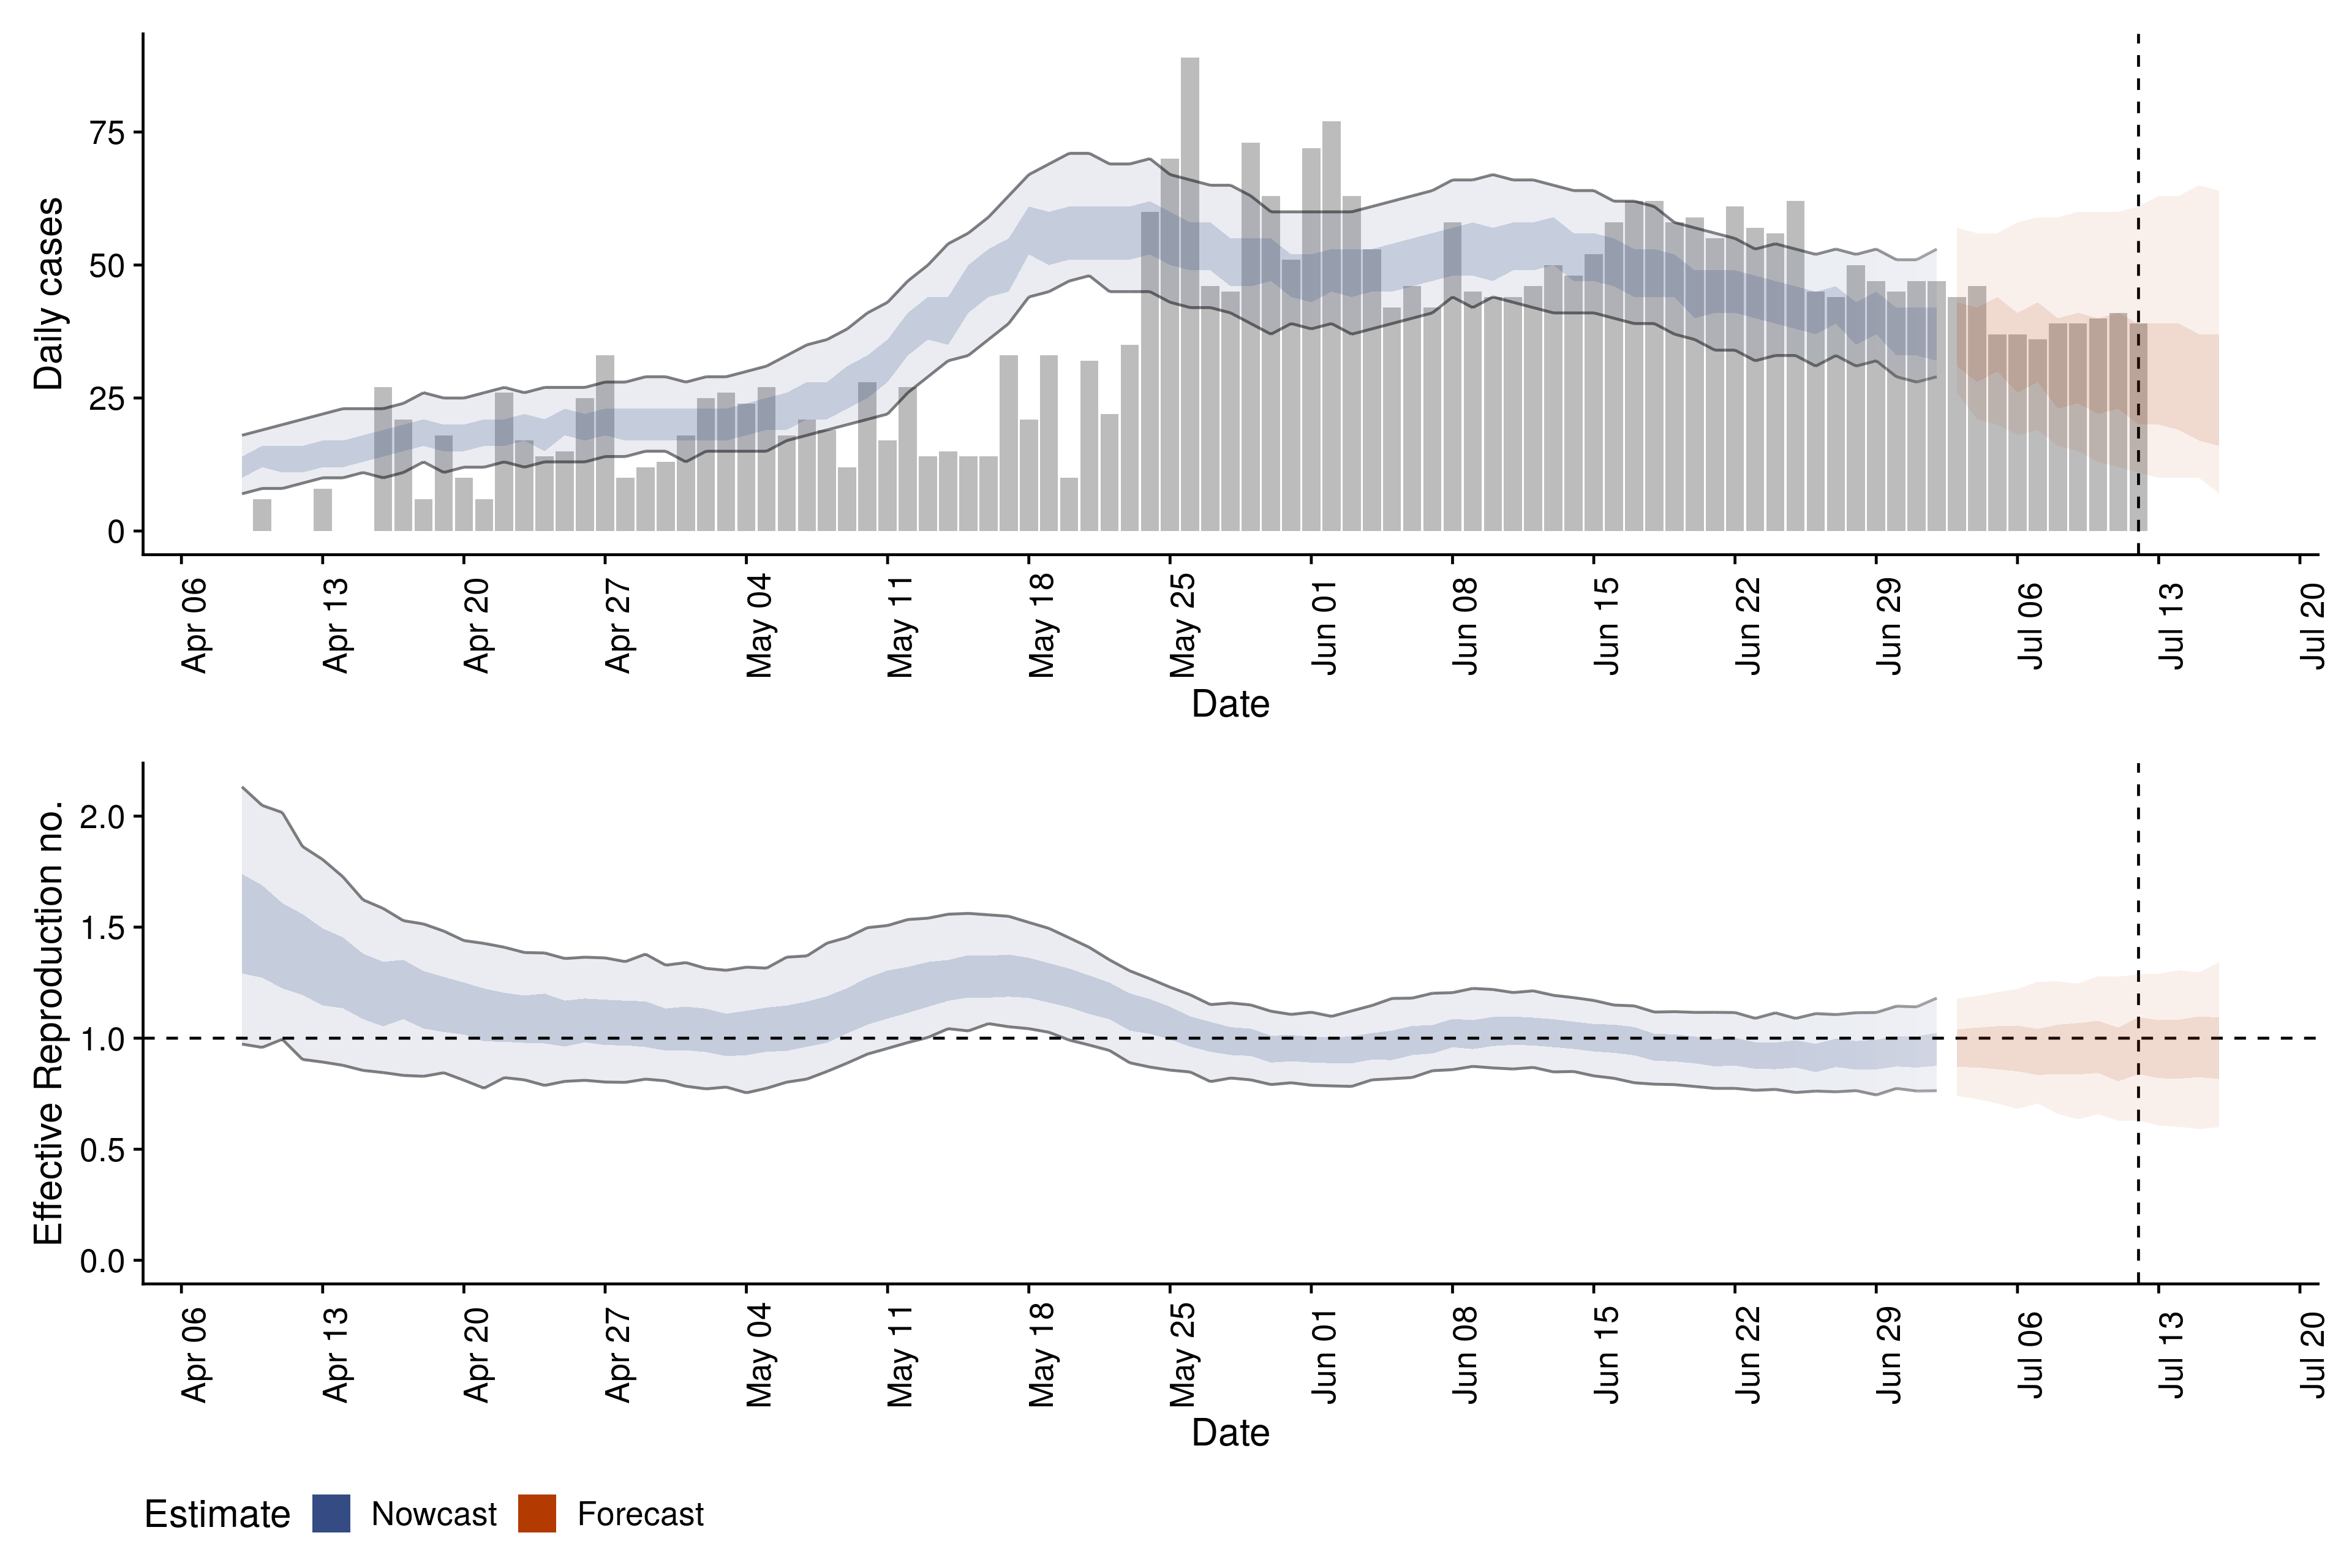 Daily cases
75
50
25
0
Apr 06
Apr 13
Apr 20
Apr 27
May 04
May 11
May 18
May 25
Jun 01
Jun 08
Jun 15
Jun 22
Jun 29
Jul 06
Jul 13
Jul 20
Date
Effective Reproduction no.
2.0
1.5
1.0
0.5
0.0
Apr 06
Apr 13
Apr 20
Apr 27
May 04
May 11
May 18
May 25
Jun 01
Jun 08
Jun 15
Jun 22
Jun 29
Jul 06
Jul 13
Jul 20
Date
Estimate Nowcast Forecast